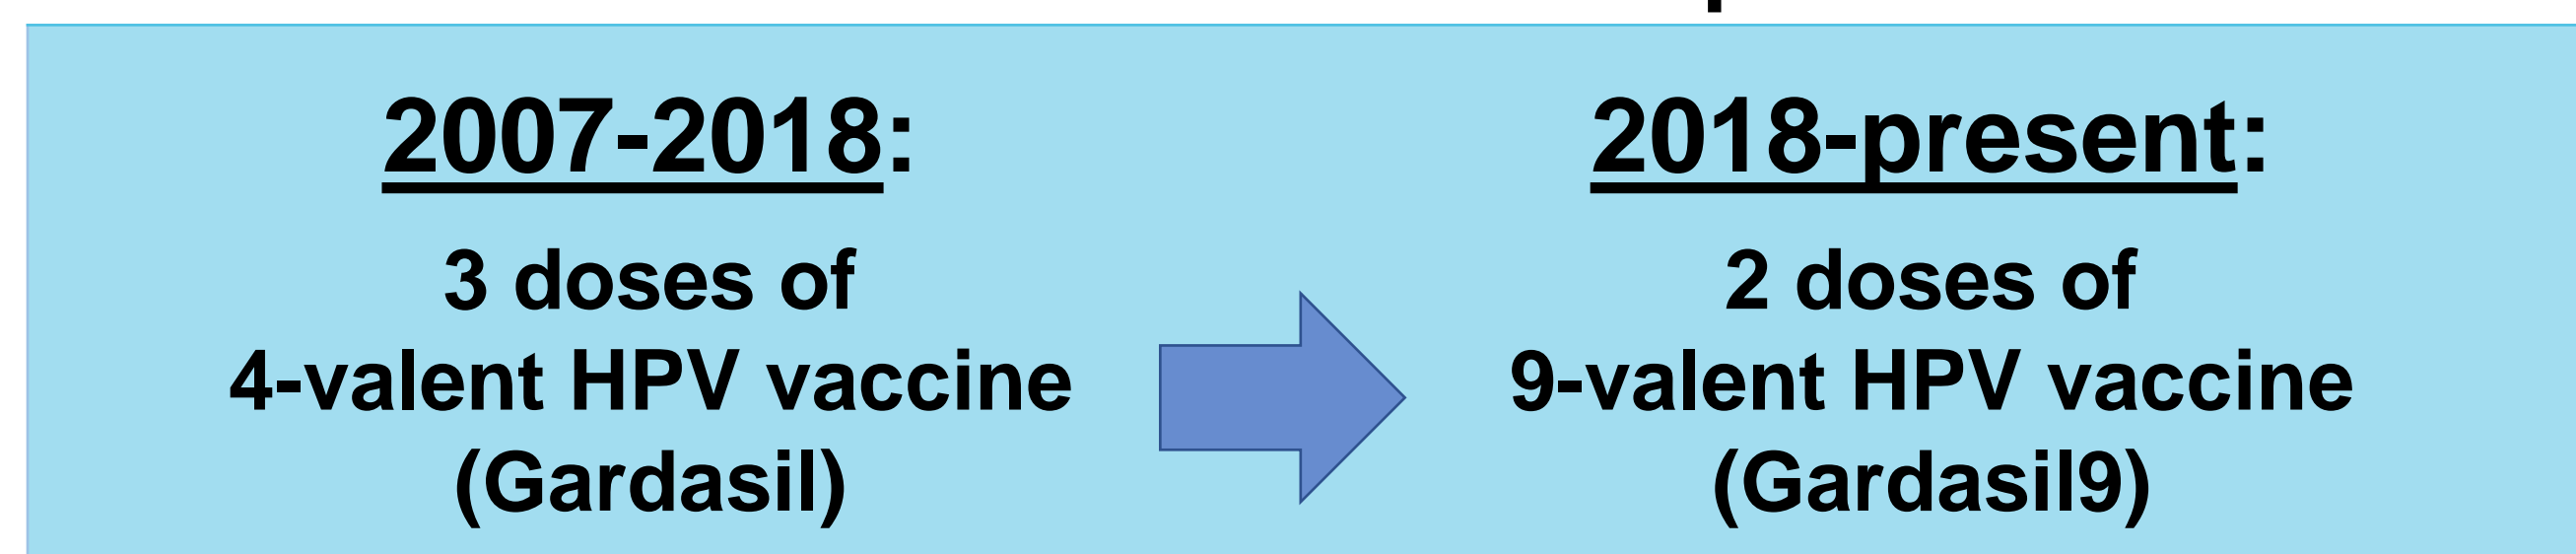 2007-2018:
3 doses of
4-valent HPV vaccine
(Gardasil)
2018-present:
2 doses of
9-valent HPV vaccine
(Gardasil9)